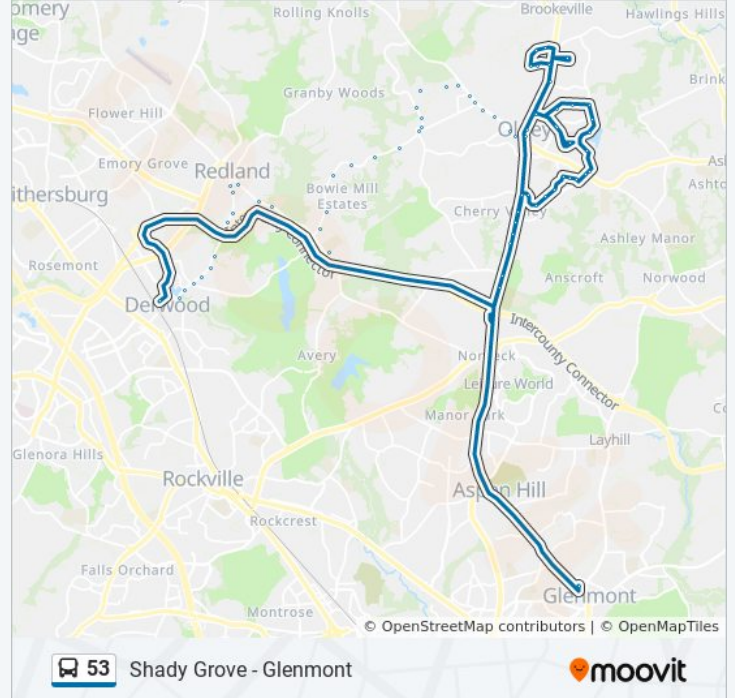 omery
age
Rolling Knolls
Brookeville
Hawlings Hills
Brink
Granby Woods
Flower Hill
Olney
Emory Grove
Redland
Asl
Ashto
ithersburg
Bowie Mill
Estates
Cherry Valley
Ashley Manor
Rosemont
Anscroft
Norwood
Derwood
Connector
Intercounty Connector
Avery
Norbeck
Leisure World
Manor Park
Layhill
Glenora Hills
Rockville
Aspen Hill
Rockcrest
Falls Orchard
Glenmont
Montrose
© OpenStreetMap contributors | © OpenMapTiles
53 Shady Grove - Glenmont
moovit